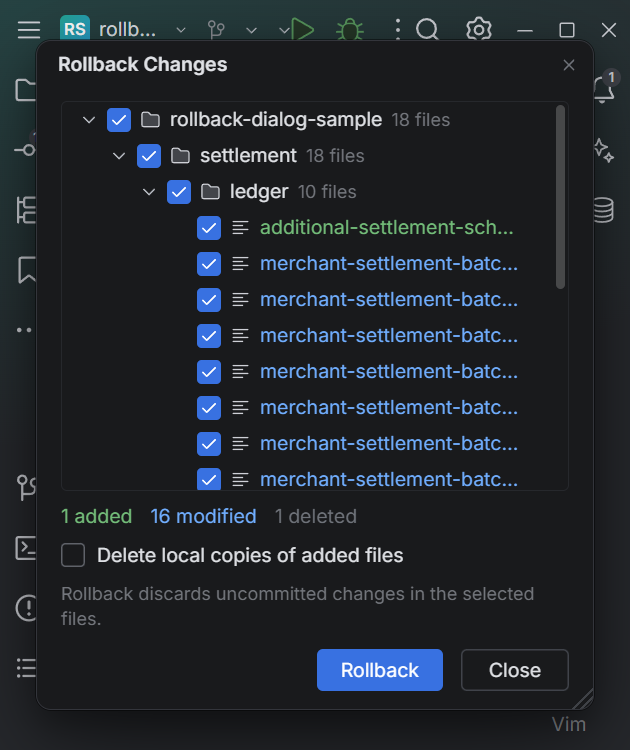 RS rollb...
Rollback Changes
1
rollback-dialog-sample 18 files
settlement 18 files
ledger 10 files
additional-settlement-sch...
merchant-settlement-batc...
merchant-settlement-batc...
merchant-settlement-batc...
merchant-settlement-batc...
merchant-settlement-batc...
merchant-settlement-batc...
merchant-settlement-batc...
1 added 16 modified 1 deleted
Delete local copies of added files
Rollback discards uncommitted changes in the selected
files.
Rollback Close
Vim